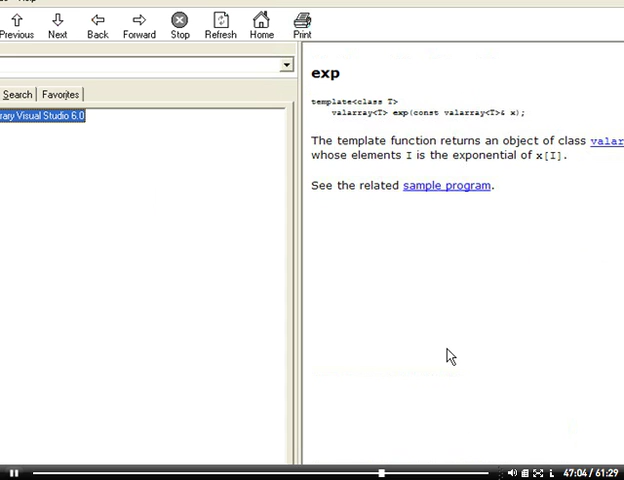 Help
Previous Next Back Forward Stop Refresh Home Print
Search Favorites
rary Visual Studio 6.0
exp
template<class T>
valarray<T> exp(const valarray<T>& x);
The template function returns an object of class valar
whose elements I is the exponential of x[I].
See the related sample program.
47:04 / 61:29